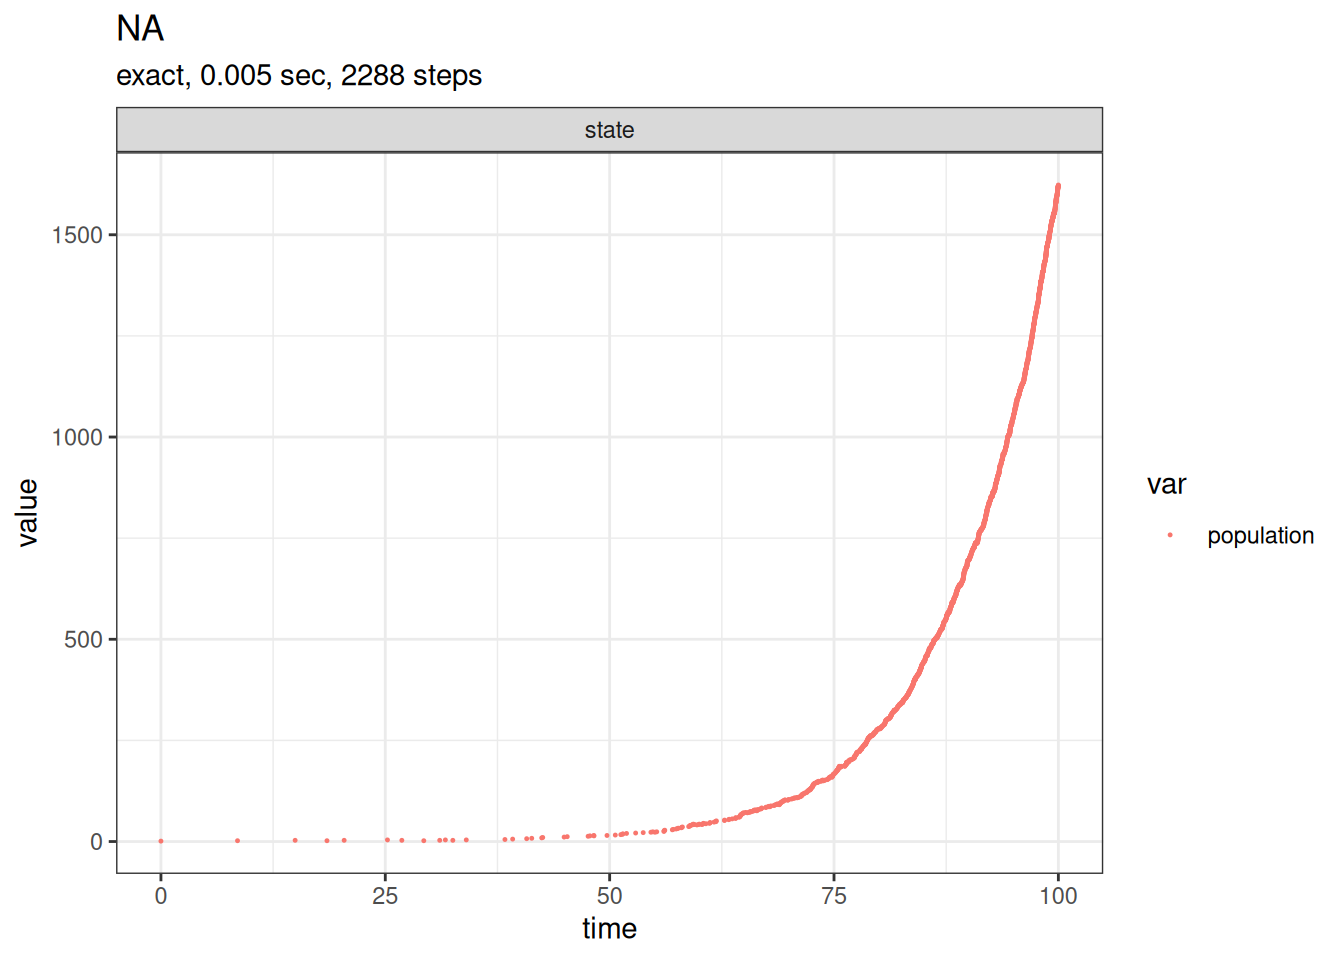 NA
exact, 0.005 sec, 2288 steps
state
1500
1000
500
0
value
0 25 50 75 100
time
var
population